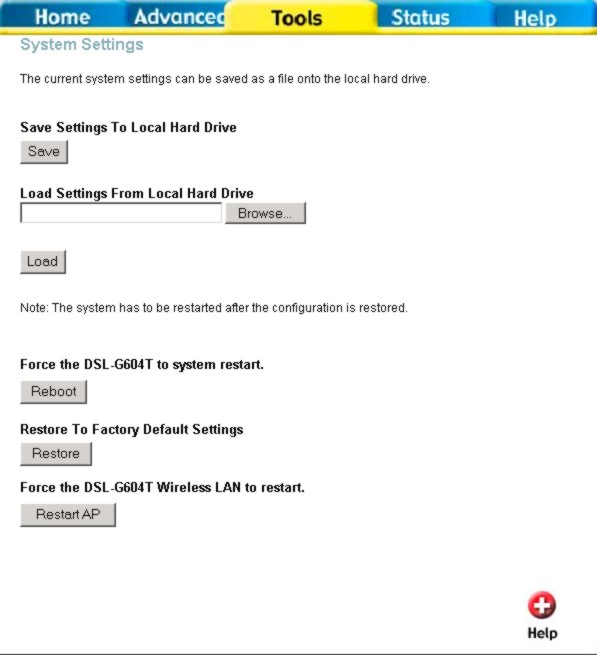 Home Advanced Tools Status Help
System Settings
The current system settings can be saved as a file onto the local hard drive.
Save Settings To Local Hard Drive
Save
Load Settings From Local Hard Drive
Browse...
Load
Note: The system has to be restarted after the configuration is restored.
Force the DSL-G604T to system restart.
Reboot
Restore To Factory Default Settings
Restore
Force the DSL-G604T Wireless LAN to restart.
Restart AP
Help